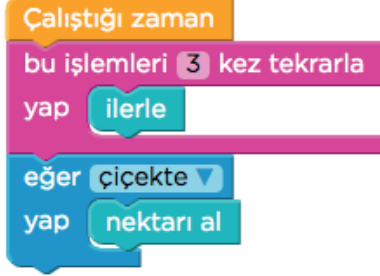 Çalıştığı zaman
bu işlemleri 3 kez tekrarla
yap ilerle
eğer çiçekte
yap nektarı al